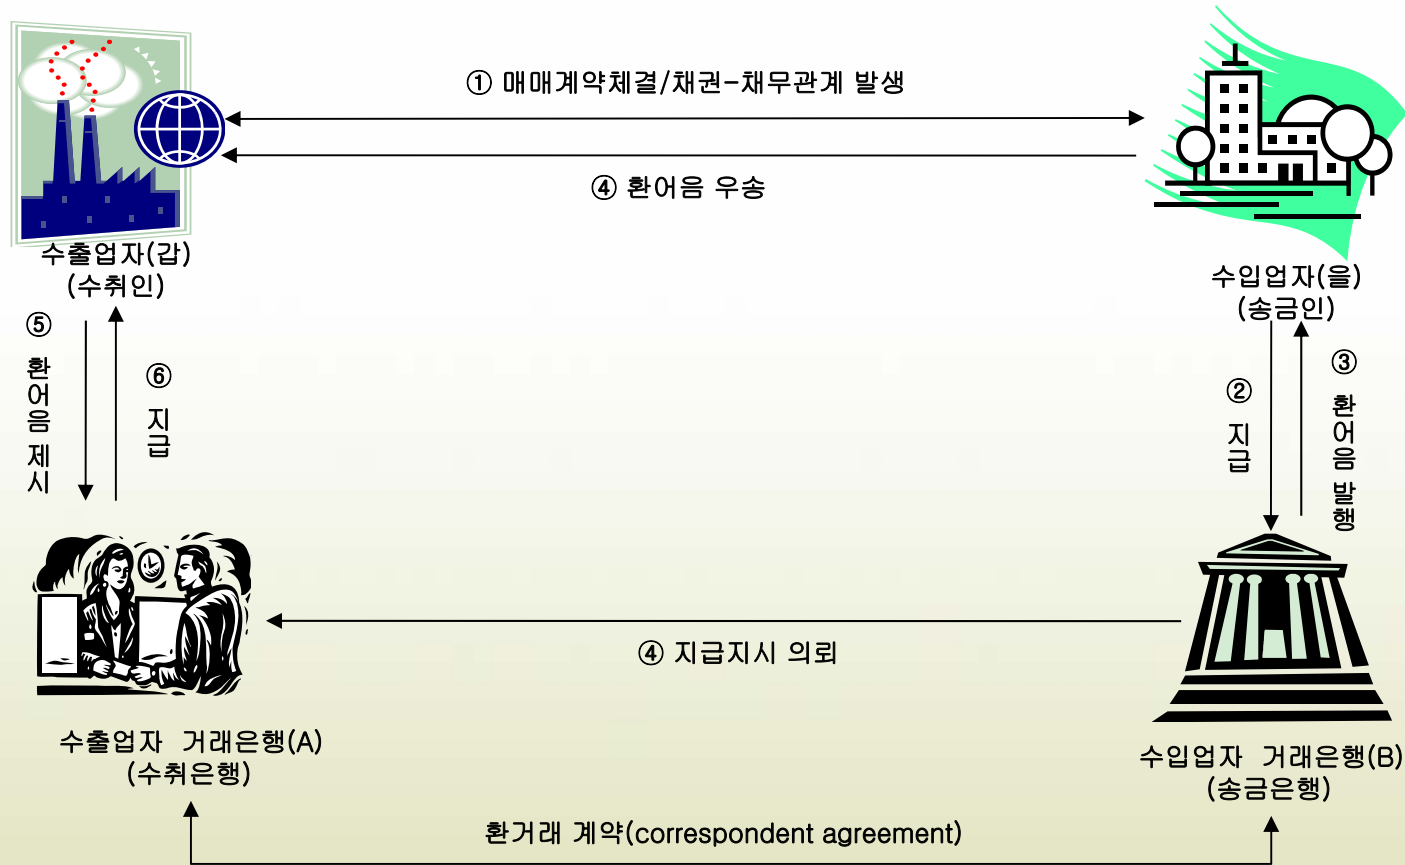 ① 매매계약체결/채권-채무관계 발생
④ 환어음 우송
수출업자(갑)
(수취인)
수입업자(을)
(송금인)
⑤ 환어음 제시
⑥ 지급
② 지급
③ 환어음 발행
④ 지급지시 의뢰
수출업자 거래은행(A)
(수취은행)
수입업자 거래은행(B)
(송금은행)
환거래 계약(correspondent agreement)